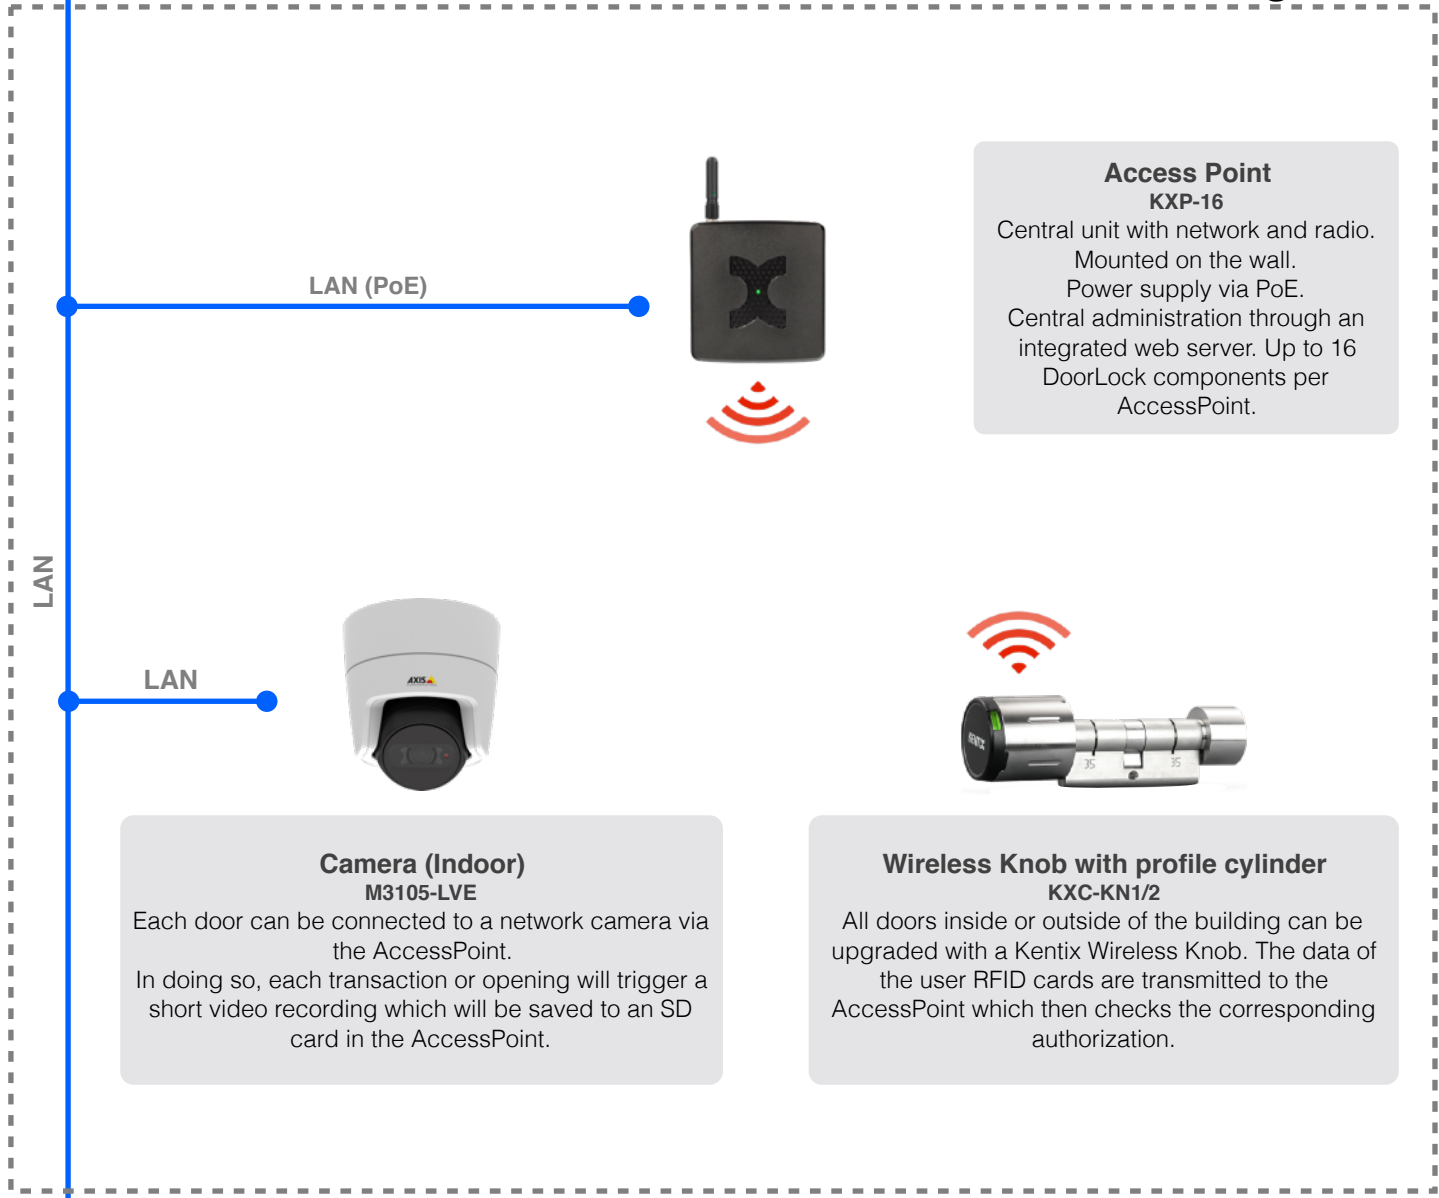 Access Point
KXP-16
Central unit with network and radio.
Mounted on the wall.
Power supply via PoE.
Central administration through an
integrated web server. Up to 16
DoorLock components per
AccessPoint.
LAN (PoE)
LAN
LAN
AXIS
KENTIX
35
35
Camera (Indoor)
M3105-LVE
Each door can be connected to a network camera via
the AccessPoint.
In doing so, each transaction or opening will trigger a
short video recording which will be saved to an SD
card in the AccessPoint.
Wireless Knob with profile cylinder
KXC-KN1/2
All doors inside or outside of the building can be
upgraded with a Kentix Wireless Knob. The data of
the user RFID cards are transmitted to the
AccessPoint which then checks the corresponding
authorization.